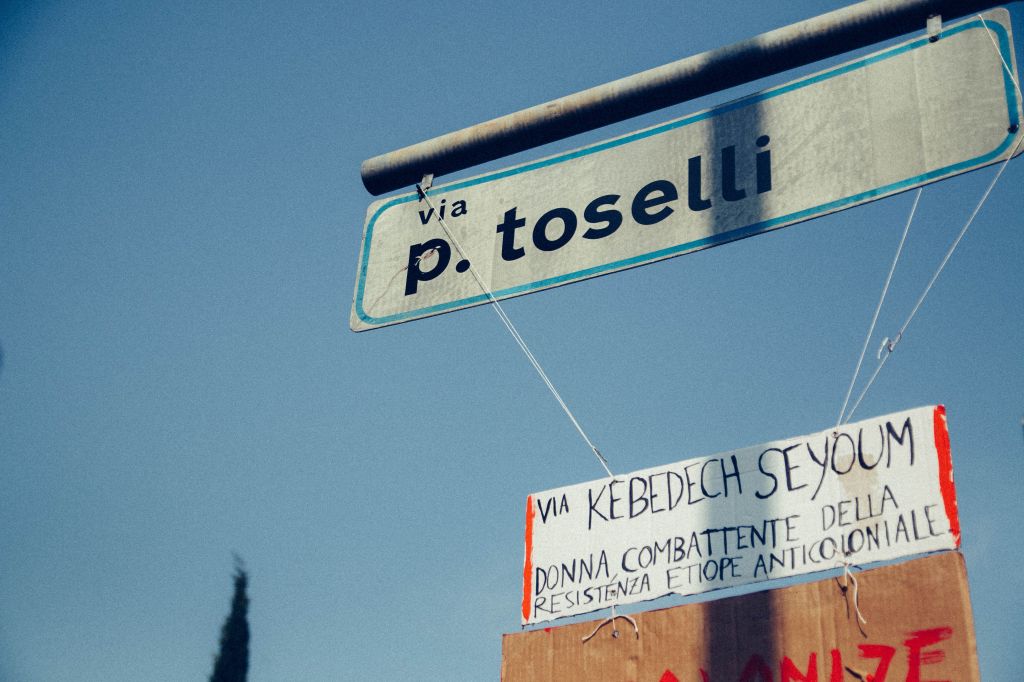 via
p. toselli
VIA KEBEDECH SEYOUM
DONNA COMBATTENTE DELLA
RESISTENZA ETIOPE ANTICOLONIALE